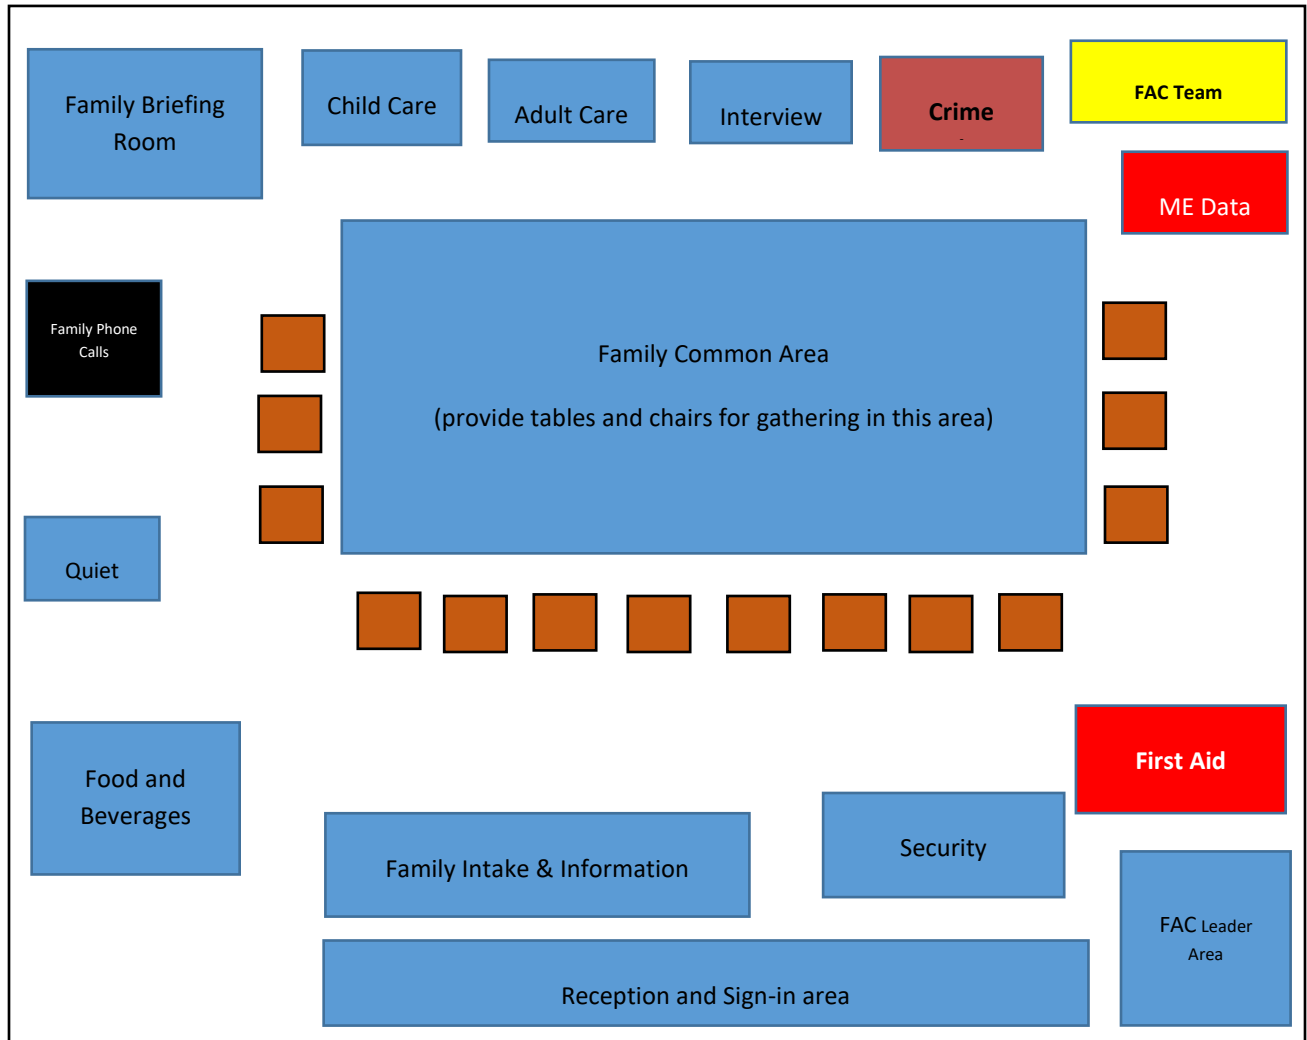 Family Briefing
Room
Child Care
Adult Care
Interview
Crime
FAC Team
ME Data
Family Phone
Calls
Family Common Area
(provide tables and chairs for gathering in this area)
Quiet
Food and
Beverages
First Aid
Security
Family Intake & Information
FAC Leader
Area
Reception and Sign-in area